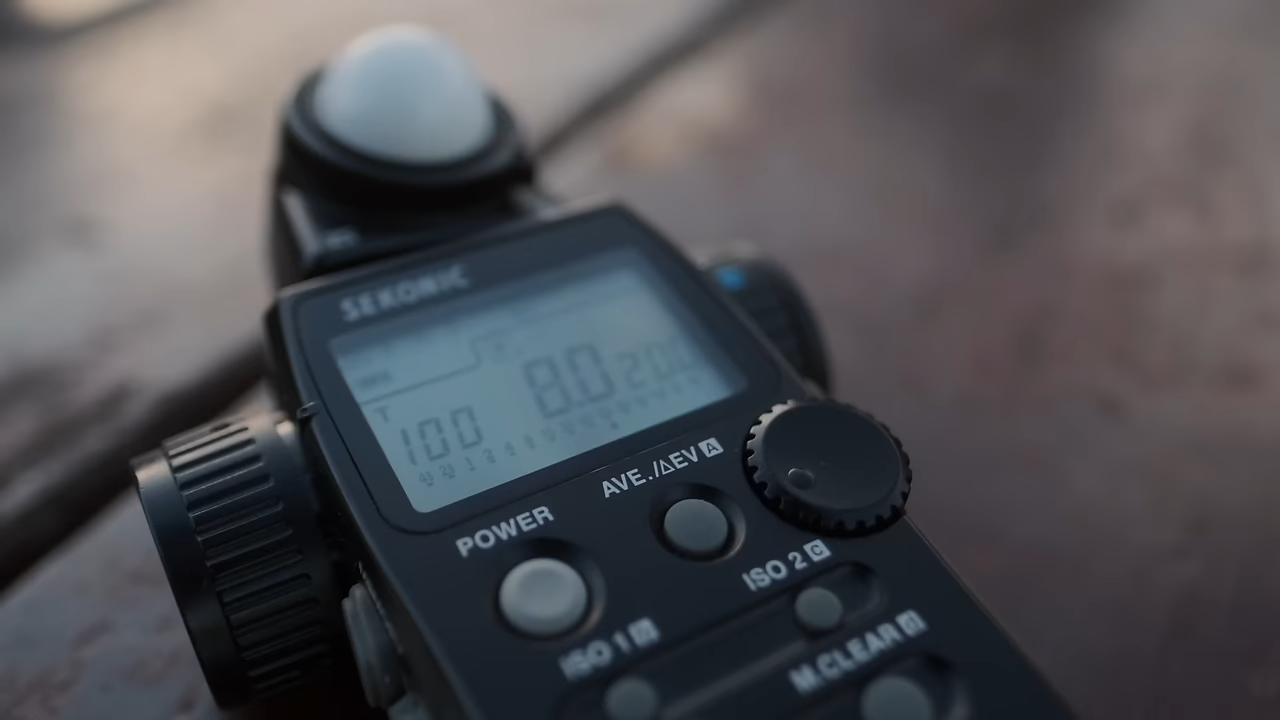 SEKONIC
T
100 8.0
AVE./ΔEV A
POWER
ISO 2 C
ISO 1
M.CLEAR